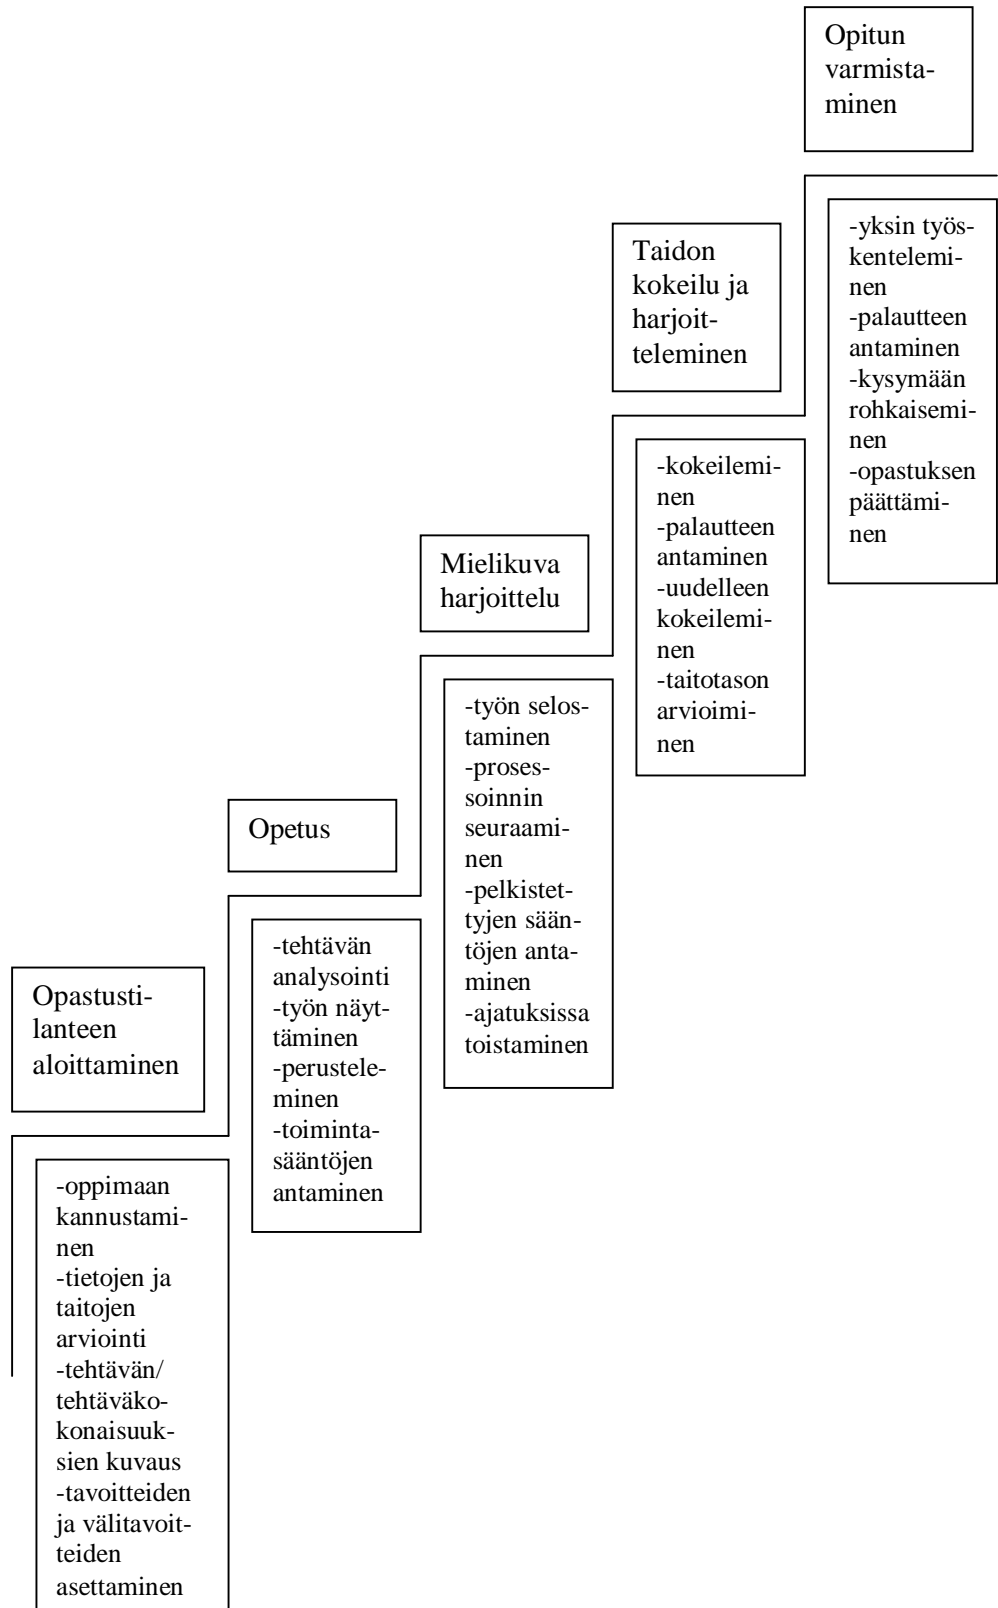 Opitun
varmista-
minen
-yksin työs-
kentelemi-
nen
-palautteen
antaminen
-kysymään
rohkaisemi-
nen
-opastuksen
päättämi-
nen
Taidon
kokeilu ja
harjoit-
teleminen
-kokeilemi-
nen
-palautteen
antaminen
-uudelleen
kokeilemi-
nen
-taitotason
arvioimi-
nen
Mielikuva
harjoittelu
-työn selos-
taminen
-proses-
soinnin
seuraami-
nen
-pelkistet-
tyjen sään-
töjen anta-
minen
-ajatuksissa
toistaminen
Opetus
-tehtävän
analysointi
-työn näyt-
täminen
-perustele-
minen
-toiminta-
sääntöjen
antaminen
Opastusti-
lanteen
aloittaminen
-oppimaan
kannustami-
nen
-tietojen ja
taitojen
arviointi
-tehtävän/
tehtäväko-
konaisuuk-
sien kuvaus
-tavoitteiden
ja välitavoit-
teiden
asettaminen